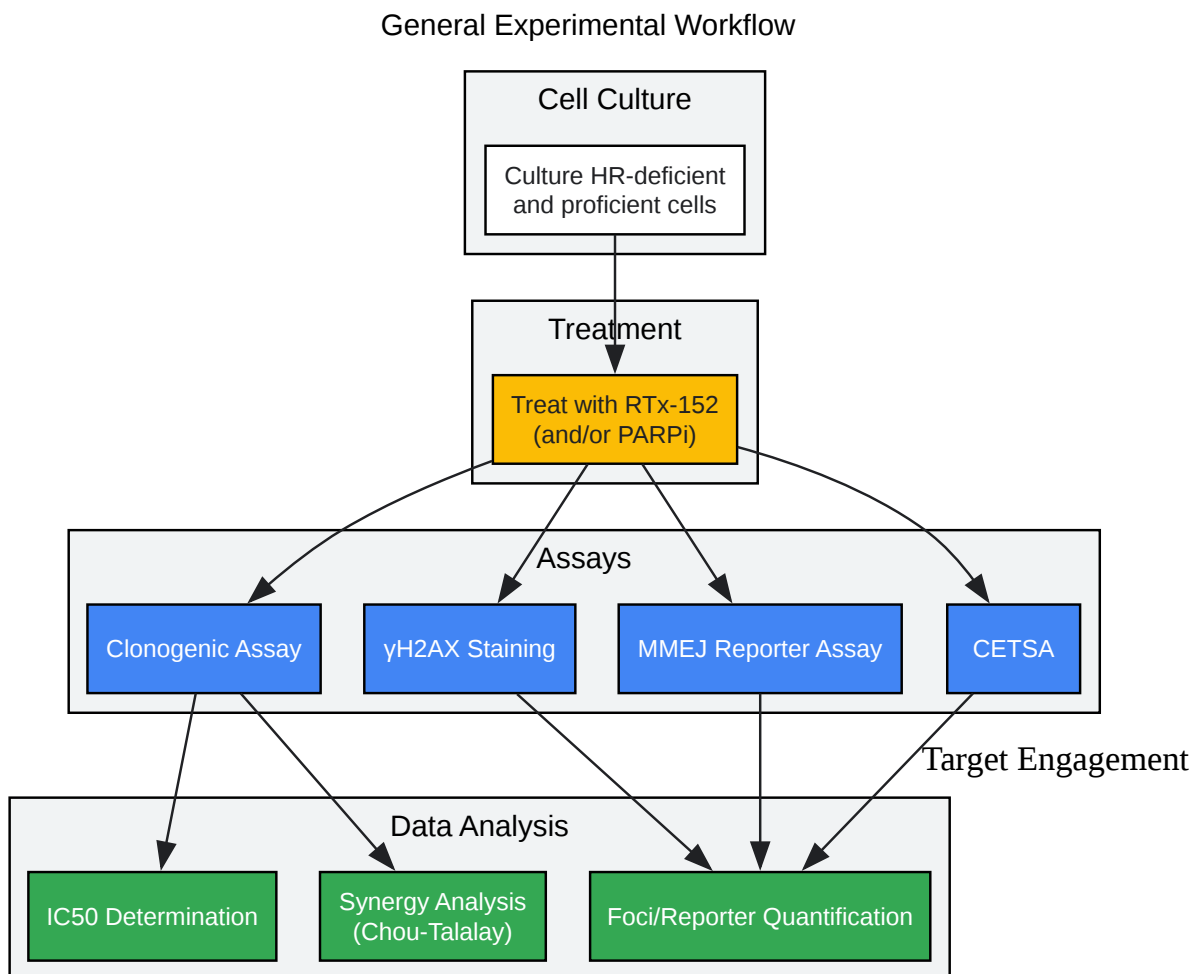 General Experimental Workflow
Cell Culture
Culture HR-deficient
and proficient cells
Treatment
Treat with RTx-152
(and/or PARPi)
Assays
Clonogenic Assay
γH2AX Staining
MMEJ Reporter Assay
CETSA
Target Engagement
Data Analysis
IC50 Determination
Synergy Analysis
(Chou-Talalay)
Foci/Reporter Quantification